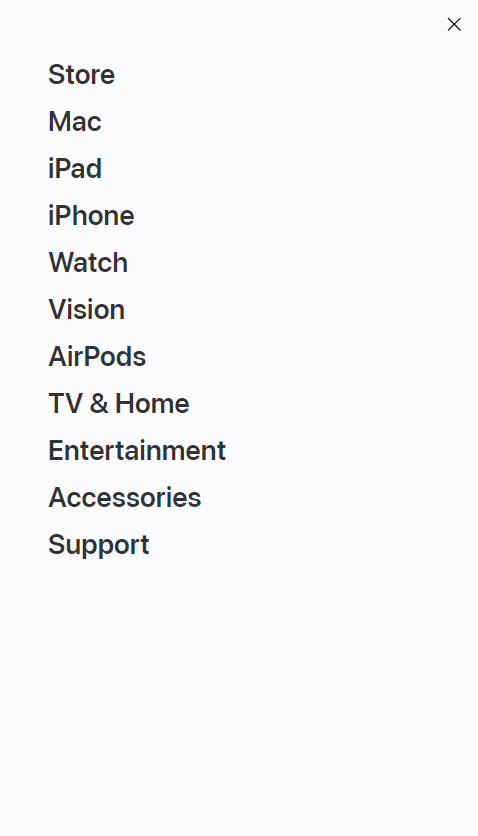 Store
Mac
iPad
iPhone
Watch
Vision
AirPods
TV & Home
Entertainment
Accessories
Support